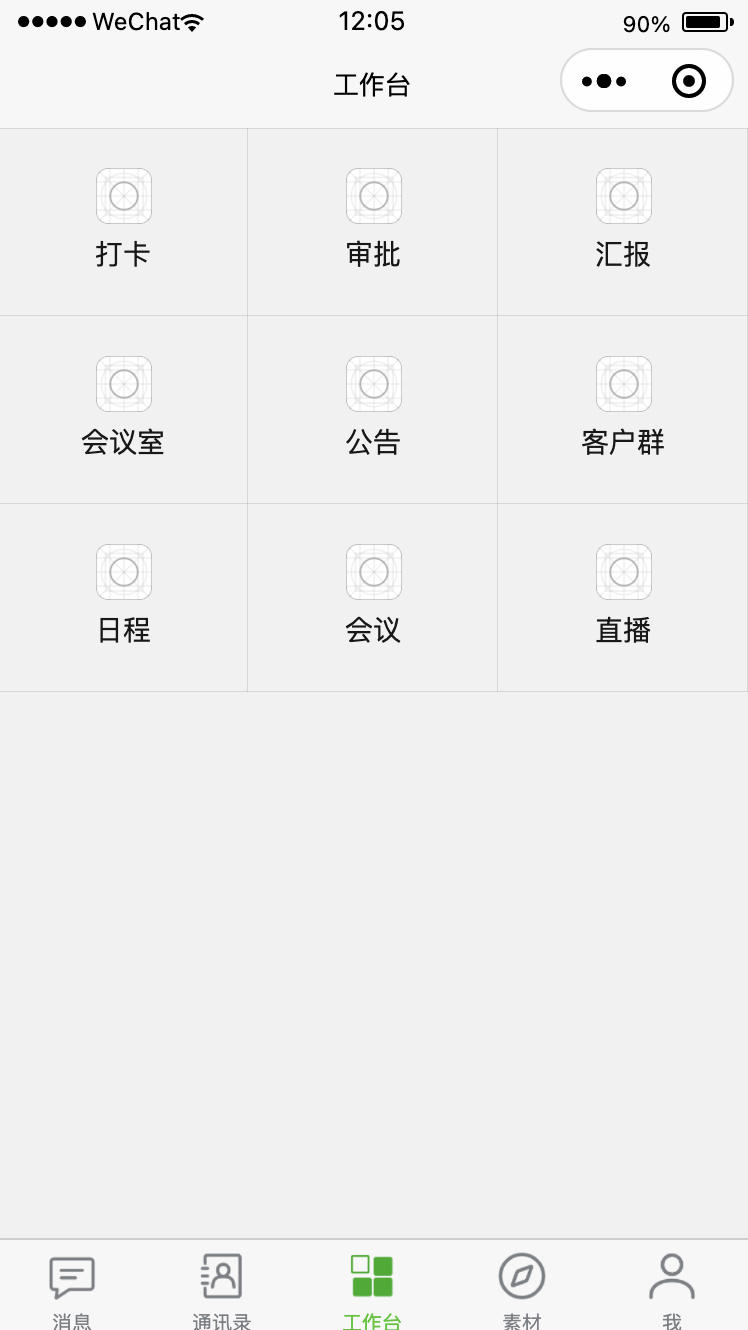 WeChat 12:05 90%
工作台
打卡 审批 汇报
会议室 公告 客户群
日程 会议 直播
消息 通讯录 工作台 素材 我